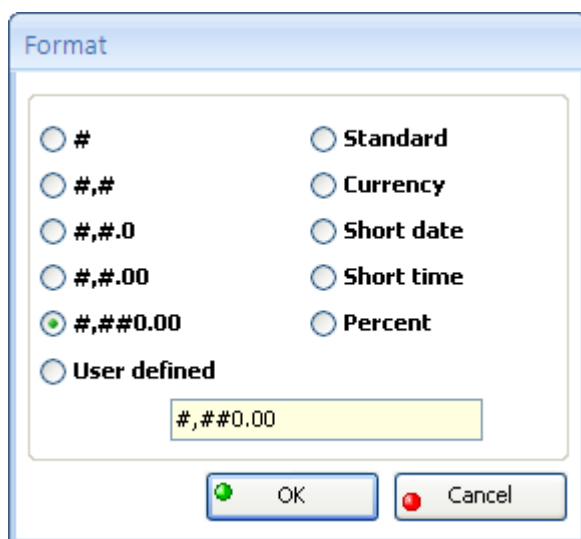 Format
#
Standard
#,#
Currency
#,#.0
Short date
#,#.00
Short time
#,##0.00
Percent
User defined
#,##0.00
OK
Cancel